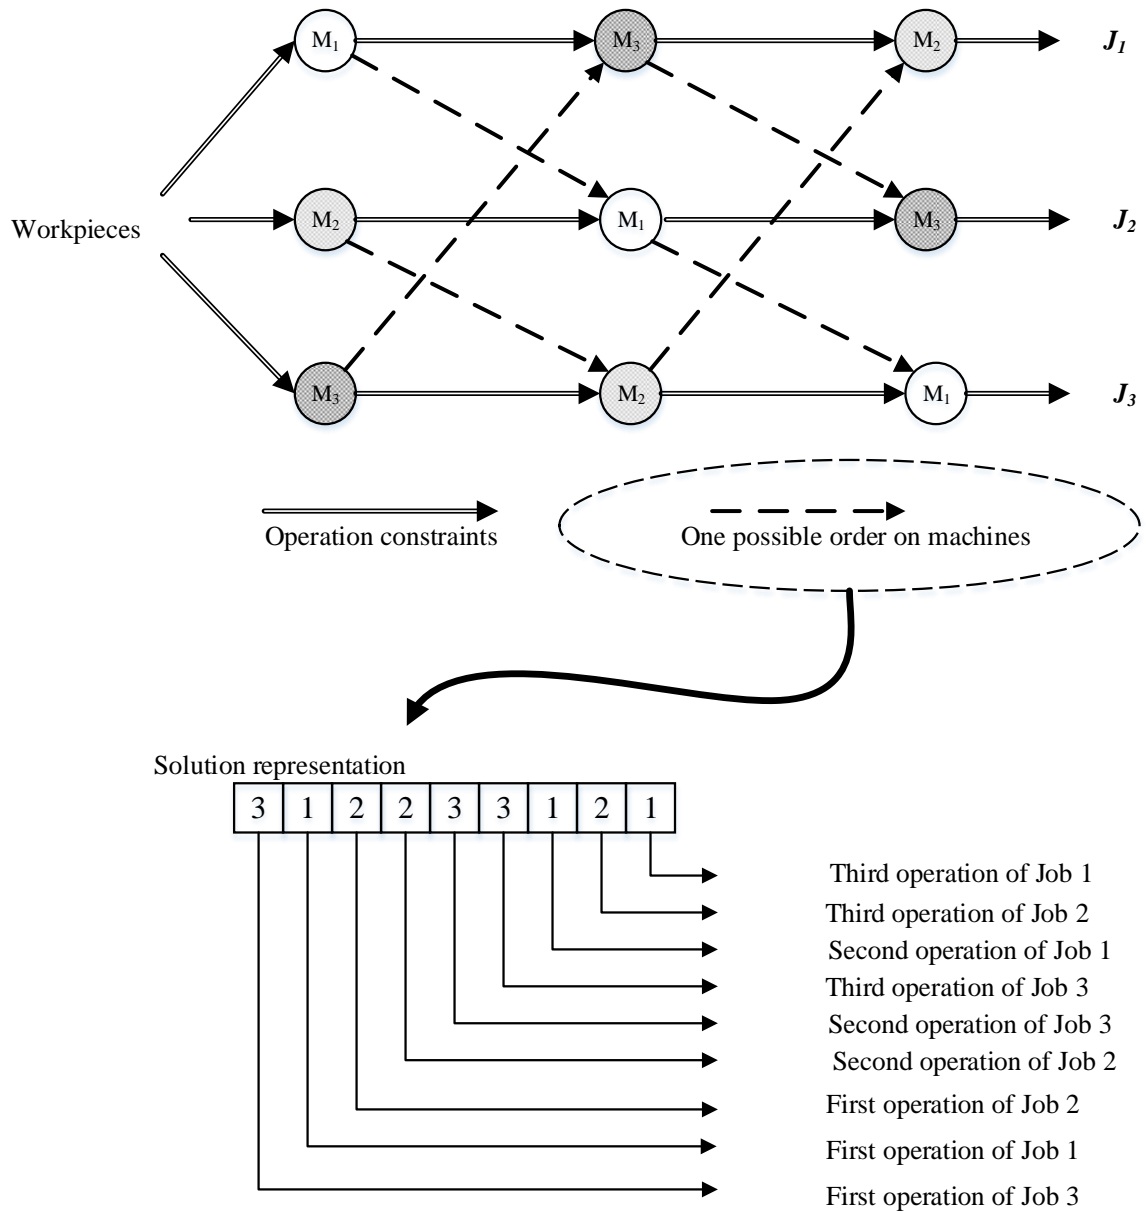 M₁ M₃ M₂ J₁
Workpieces M₂ M₁ M₃ J₂
M₃ M₂ M₁ J₃
Operation constraints One possible order on machines
Solution representation
3 1 2 2 3 3 1 2 1
Third operation of Job 1
Third operation of Job 2
Second operation of Job 1
Third operation of Job 3
Second operation of Job 3
Second operation of Job 2
First operation of Job 2
First operation of Job 1
First operation of Job 3